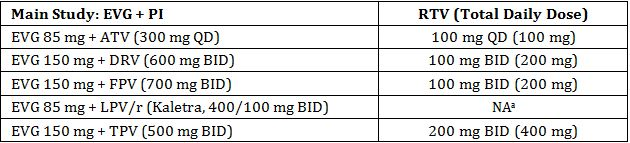 Main Study: EVG + PI RTV (Total Daily Dose)
EVG 85 mg + ATV (300 mg QD) 100 mg QD (100 mg)
EVG 150 mg + DRV (600 mg BID) 100 mg BID (200 mg)
EVG 150 mg + FPV (700 mg BID) 100 mg BID (200 mg)
EVG 85 mg + LPV/r (Kaletra, 400/100 mg BID) NAᵃ
EVG 150 mg + TPV (500 mg BID) 200 mg BID (400 mg)